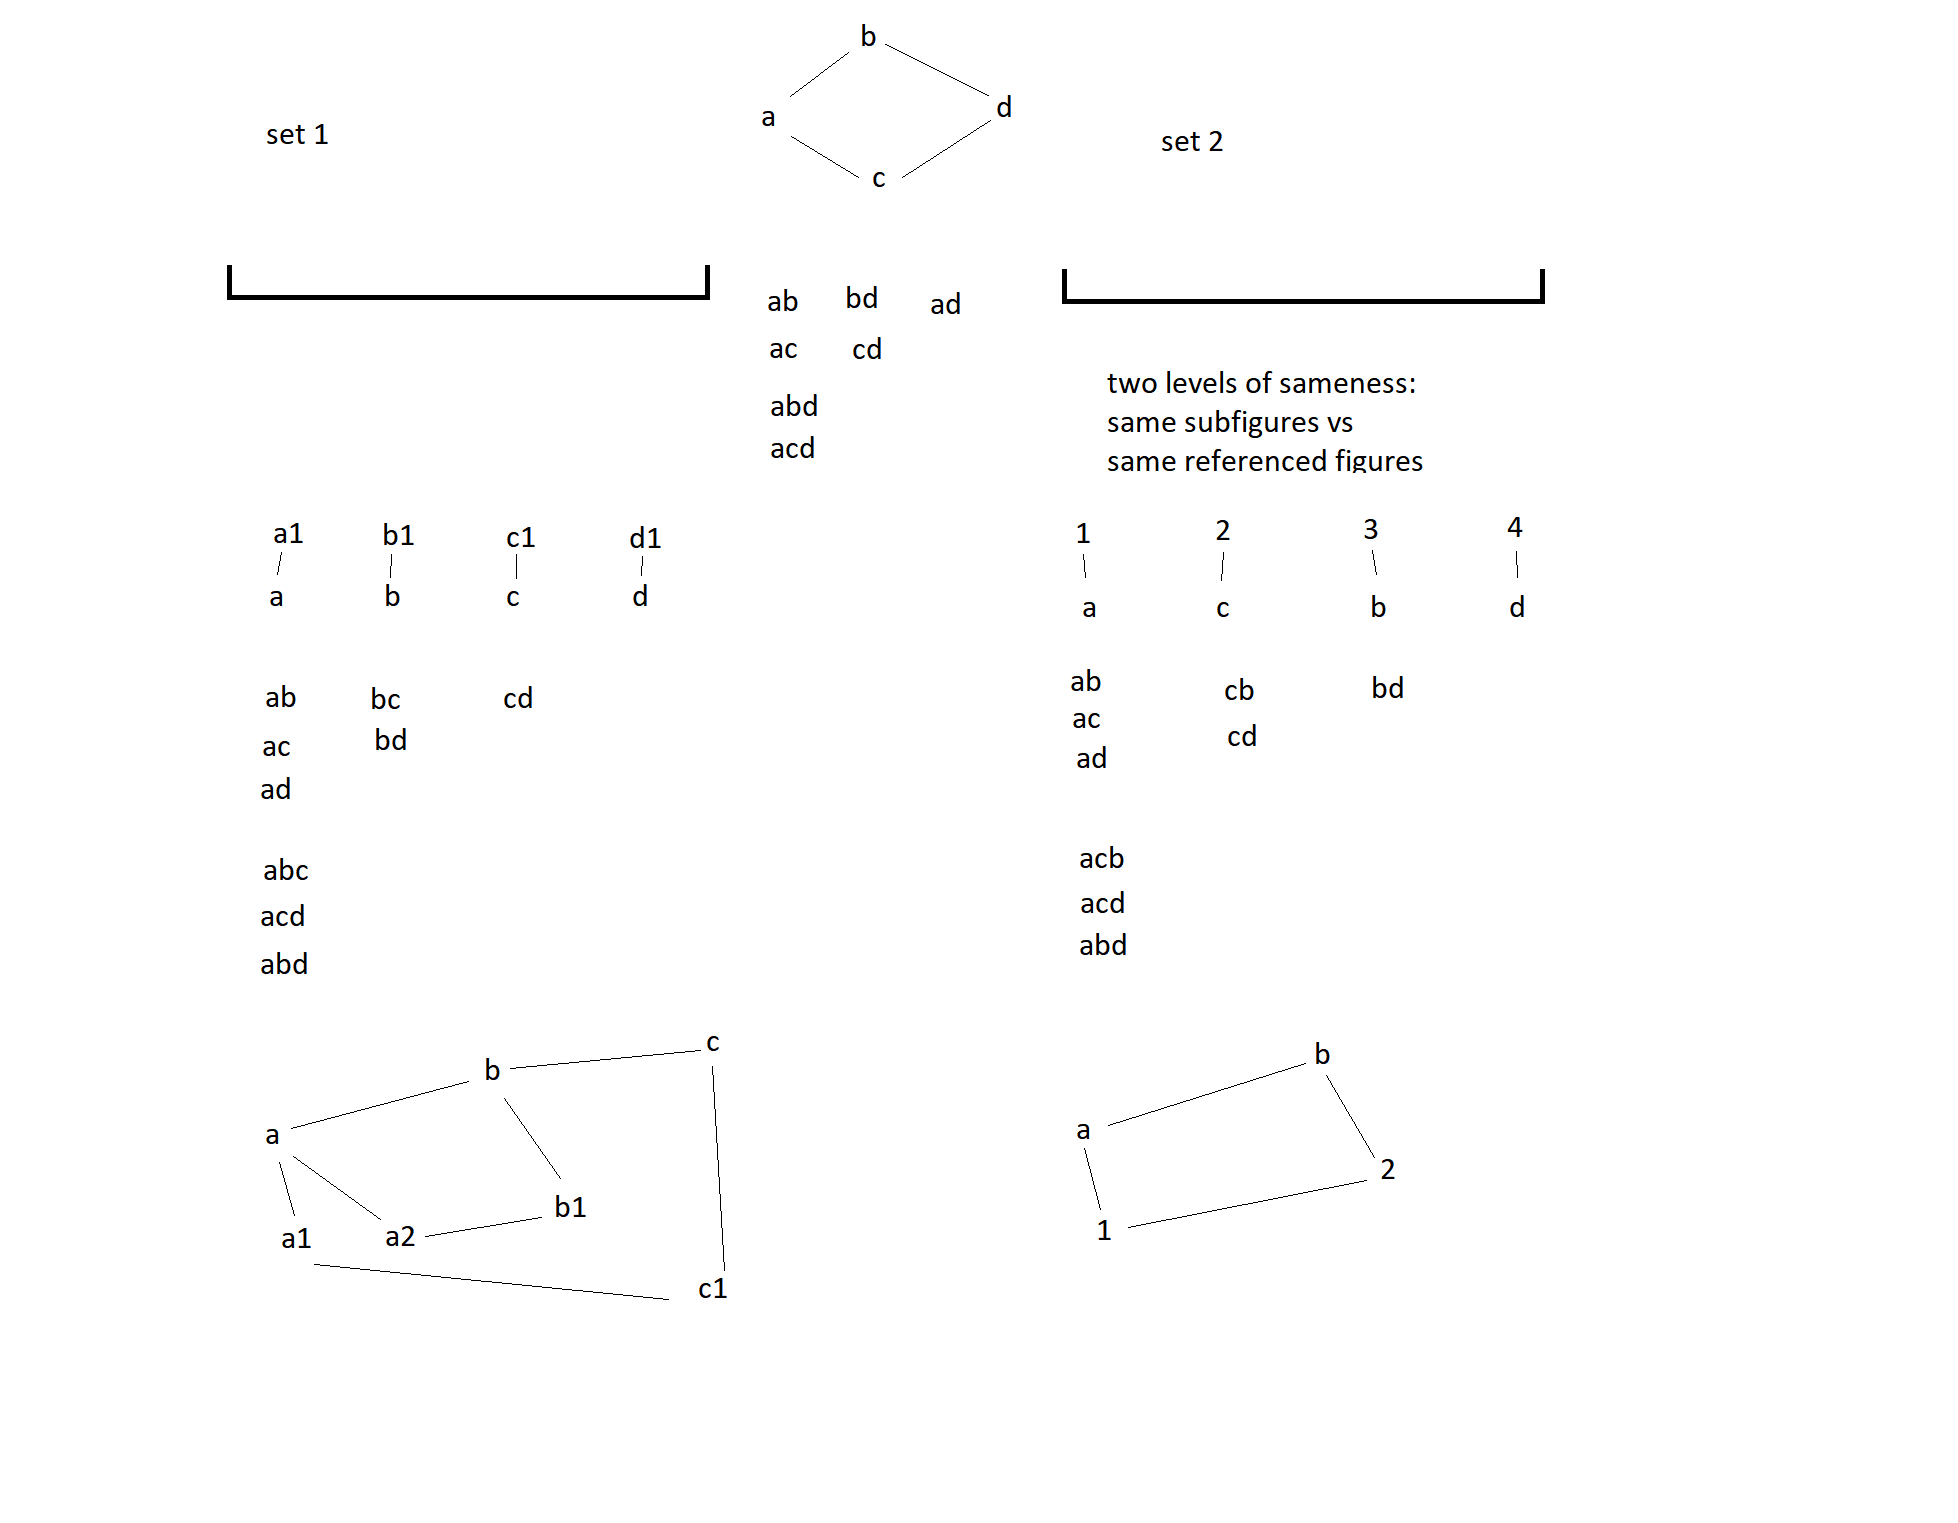 b
a
d
c
set 1
set 2
ab bd ad
ac cd
abd
acd
two levels of sameness:
same subfigures vs
same referenced figures
a1 b1 c1 d1
a b c d
ab bc cd
ac bd
ad
abc
acd
abd
1 2 3 4
a c b d
ab cb bd
ac cd
ad
acb
acd
abd
c
b
a
b1
a1 a2
c1
b
a
2
1